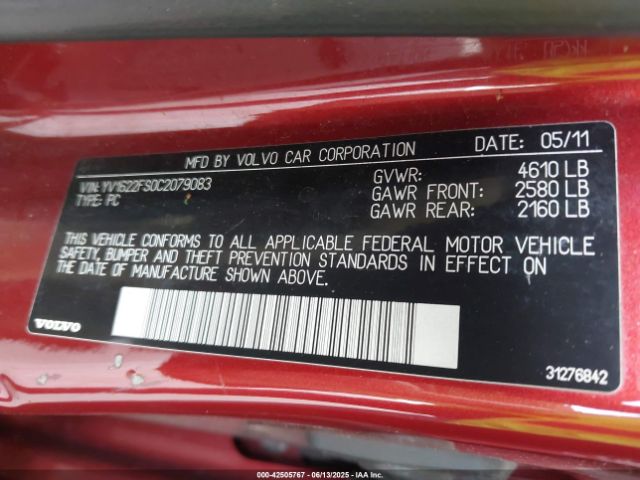 MFD BY VOLVO CAR CORPORATION
DATE: 05/11
VIN: YV1622FS0C2079083
TYPE: PC
GVWR: 4610 LB
GAWR FRONT: 2580 LB
GAWR REAR: 2160 LB
THIS VEHICLE CONFORMS TO ALL APPLICABLE FEDERAL MOTOR VEHICLE
SAFETY, BUMPER AND THEFT PREVENTION STANDARDS IN EFFECT ON
THE DATE OF MANUFACTURE SHOWN ABOVE.
VOLVO
31276842
000-42505767 - 06/13/2025 - IAAI.COM